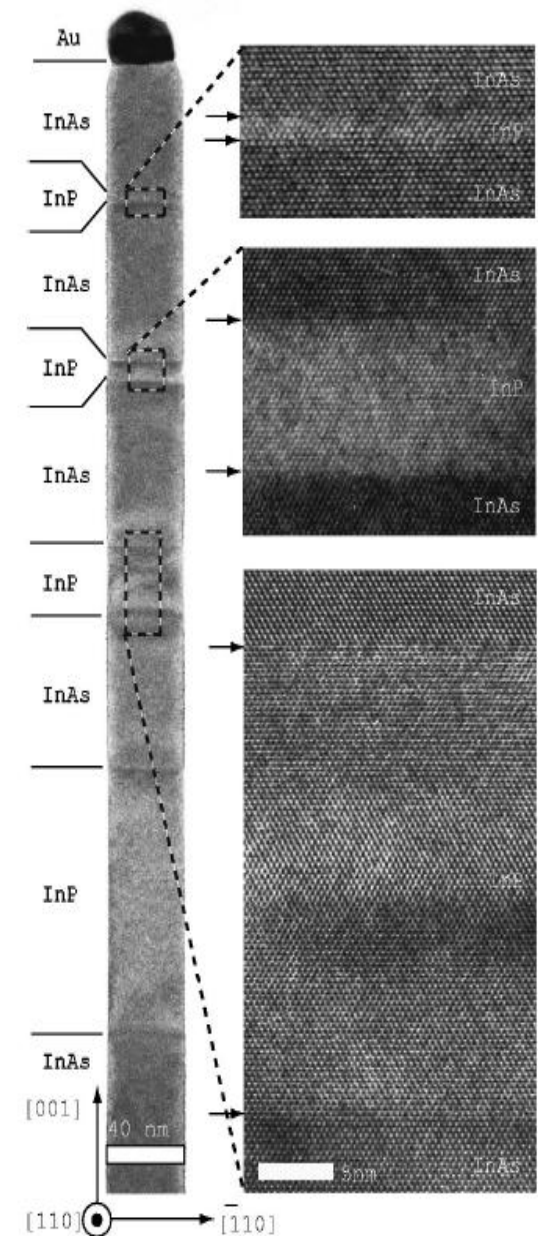 Au
InAs
InP
InAs
InP
InAs
InP
InAs
InP
InAs
[001]
40 nm
[110]
[1̄10]
InAs
InP
InAs
InAs
InP
InAs
InAs
InP
InAs
5nm